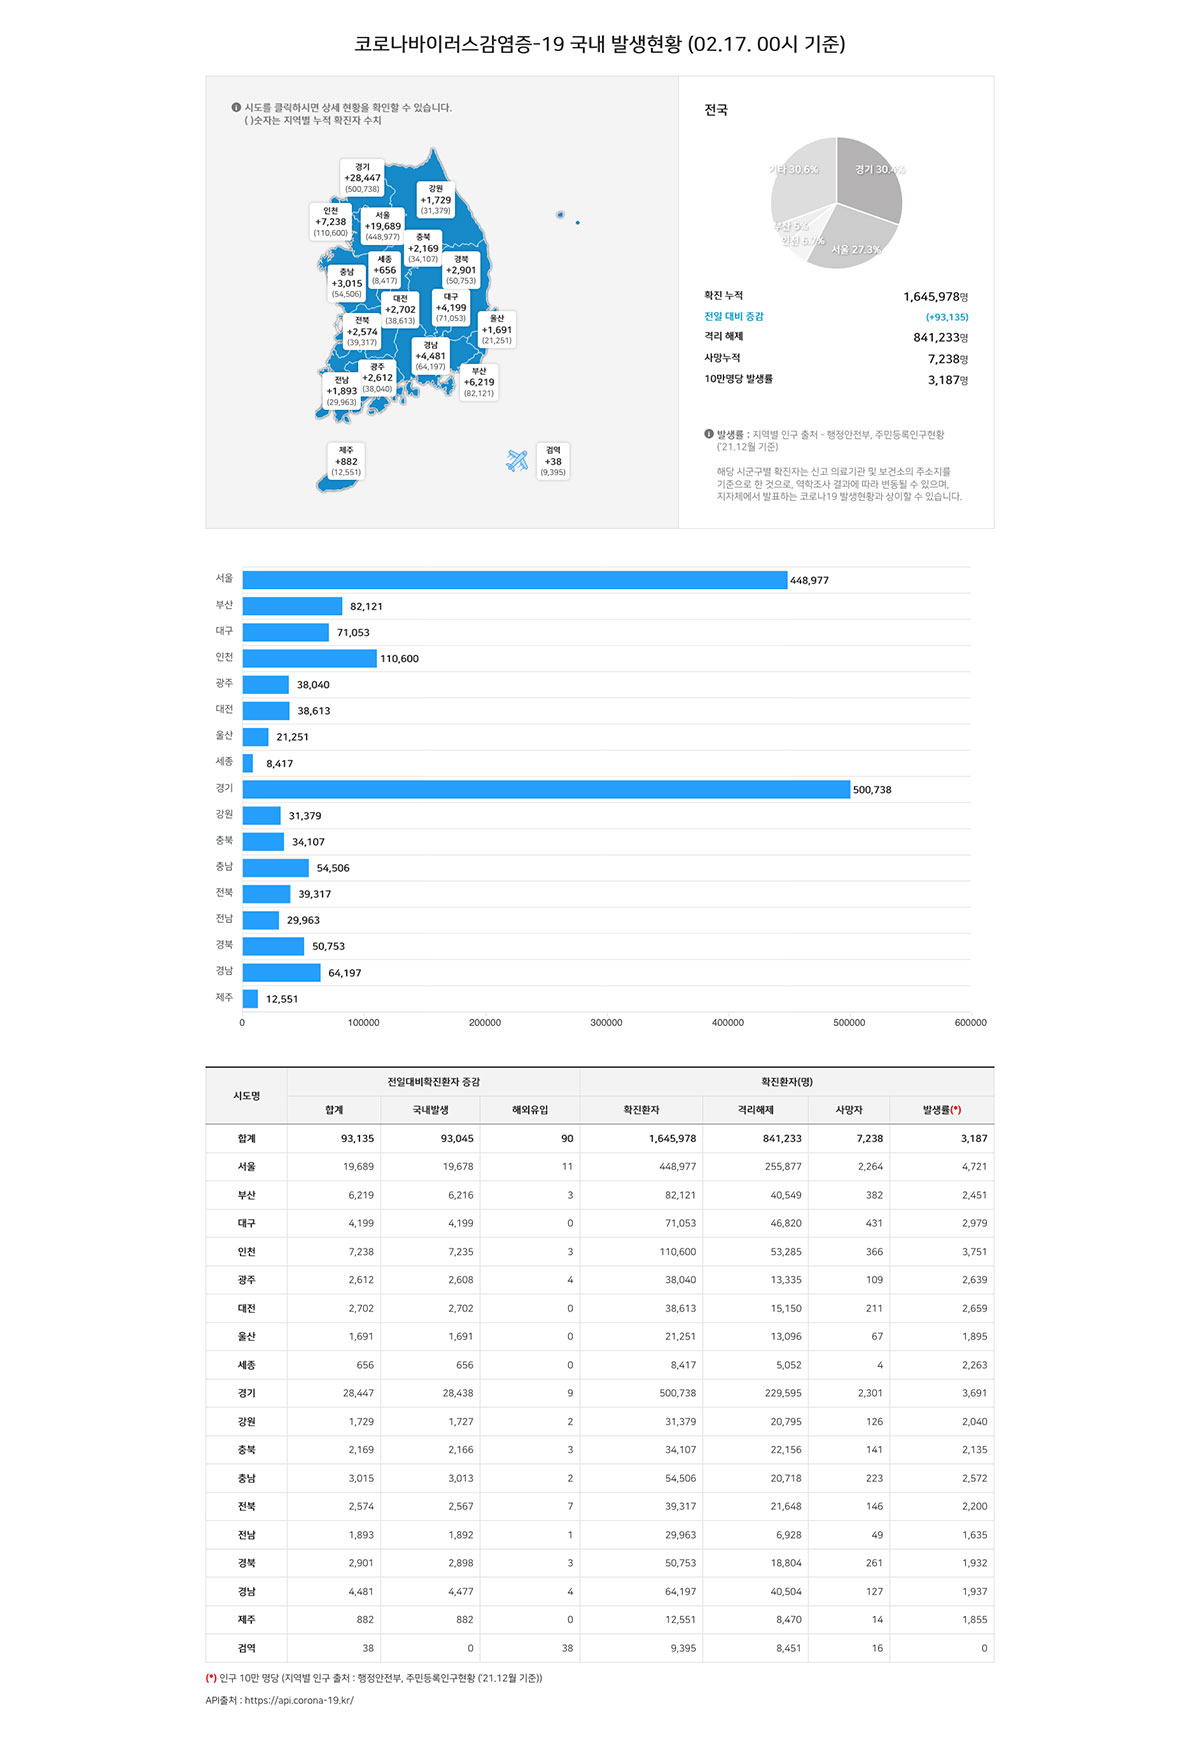 코로나바이러스감염증-19 국내 발생현황 (02.17. 00시 기준)
시도를 클릭하시면 상세 현황을 확인할 수 있습니다.
( )숫자는 지역별 누적 확진자 수치
경기
+28,447
(500,738)
강원
+1,729
(31,379)
인천
+7,238
(110,600)
서울
+19,689
(448,977)
충북
+2,169
(34,107)
세종
+656
(8,417)
경북
+2,901
(50,753)
충남
+3,015
(54,506)
대전
+2,702
(38,613)
대구
+4,199
(71,053)
전북
+2,574
(39,317)
울산
+1,691
(21,251)
경남
+4,481
(64,197)
광주
+2,612
(38,040)
부산
+6,219
(82,121)
전남
+1,893
(29,963)
제주
+882
(12,551)
검역
+38
(9,395)
전국
기타 30.6%
경기 30.4%
부산 5%
인천 6.7%
서울 27.3%
확진 누적 1,645,978명
전일 대비 증감 (+93,135)
격리 해제 841,233명
사망누적 7,238명
10만명당 발생률 3,187명
발생률 : 지역별 인구 출처 - 행정안전부, 주민등록인구현황
('21.12월 기준)
해당 시군구별 확진자는 신고 의료기관 및 보건소의 주소지를
기준으로 한 것으로, 역학조사 결과에 따라 변동될 수 있으며,
지자체에서 발표하는 코로나19 발생현황과 상이할 수 있습니다.
서울 448,977
부산 82,121
대구 71,053
인천 110,600
광주 38,040
대전 38,613
울산 21,251
세종 8,417
경기 500,738
강원 31,379
충북 34,107
충남 54,506
전북 39,317
전남 29,963
경북 50,753
경남 64,197
제주 12,551
0 100000 200000 300000 400000 500000 600000
시도명 전일대비확진환자 증감 확진환자(명)
합계 국내발생 해외유입 확진환자 격리해제 사망자 발생률(*)
합계 93,135 93,045 90 1,645,978 841,233 7,238 3,187
서울 19,689 19,678 11 448,977 255,877 2,264 4,721
부산 6,219 6,216 3 82,121 40,549 382 2,451
대구 4,199 4,199 0 71,053 46,820 431 2,979
인천 7,238 7,235 3 110,600 53,285 366 3,751
광주 2,612 2,608 4 38,040 13,335 109 2,639
대전 2,702 2,702 0 38,613 15,150 211 2,659
울산 1,691 1,691 0 21,251 13,096 67 1,895
세종 656 656 0 8,417 5,052 4 2,263
경기 28,447 28,438 9 500,738 229,595 2,301 3,691
강원 1,729 1,727 2 31,379 20,795 126 2,040
충북 2,169 2,166 3 34,107 22,156 141 2,135
충남 3,015 3,013 2 54,506 20,718 223 2,572
전북 2,574 2,567 7 39,317 21,648 146 2,200
전남 1,893 1,892 1 29,963 6,928 49 1,635
경북 2,901 2,898 3 50,753 18,804 261 1,932
경남 4,481 4,477 4 64,197 40,504 127 1,937
제주 882 882 0 12,551 8,470 14 1,855
검역 38 0 38 9,395 8,451 16 0
(*) 인구 10만 명당 (지역별 인구 출처 : 행정안전부, 주민등록인구현황 ('21.12월 기준))
API출처 : https://api.corona-19.kr/